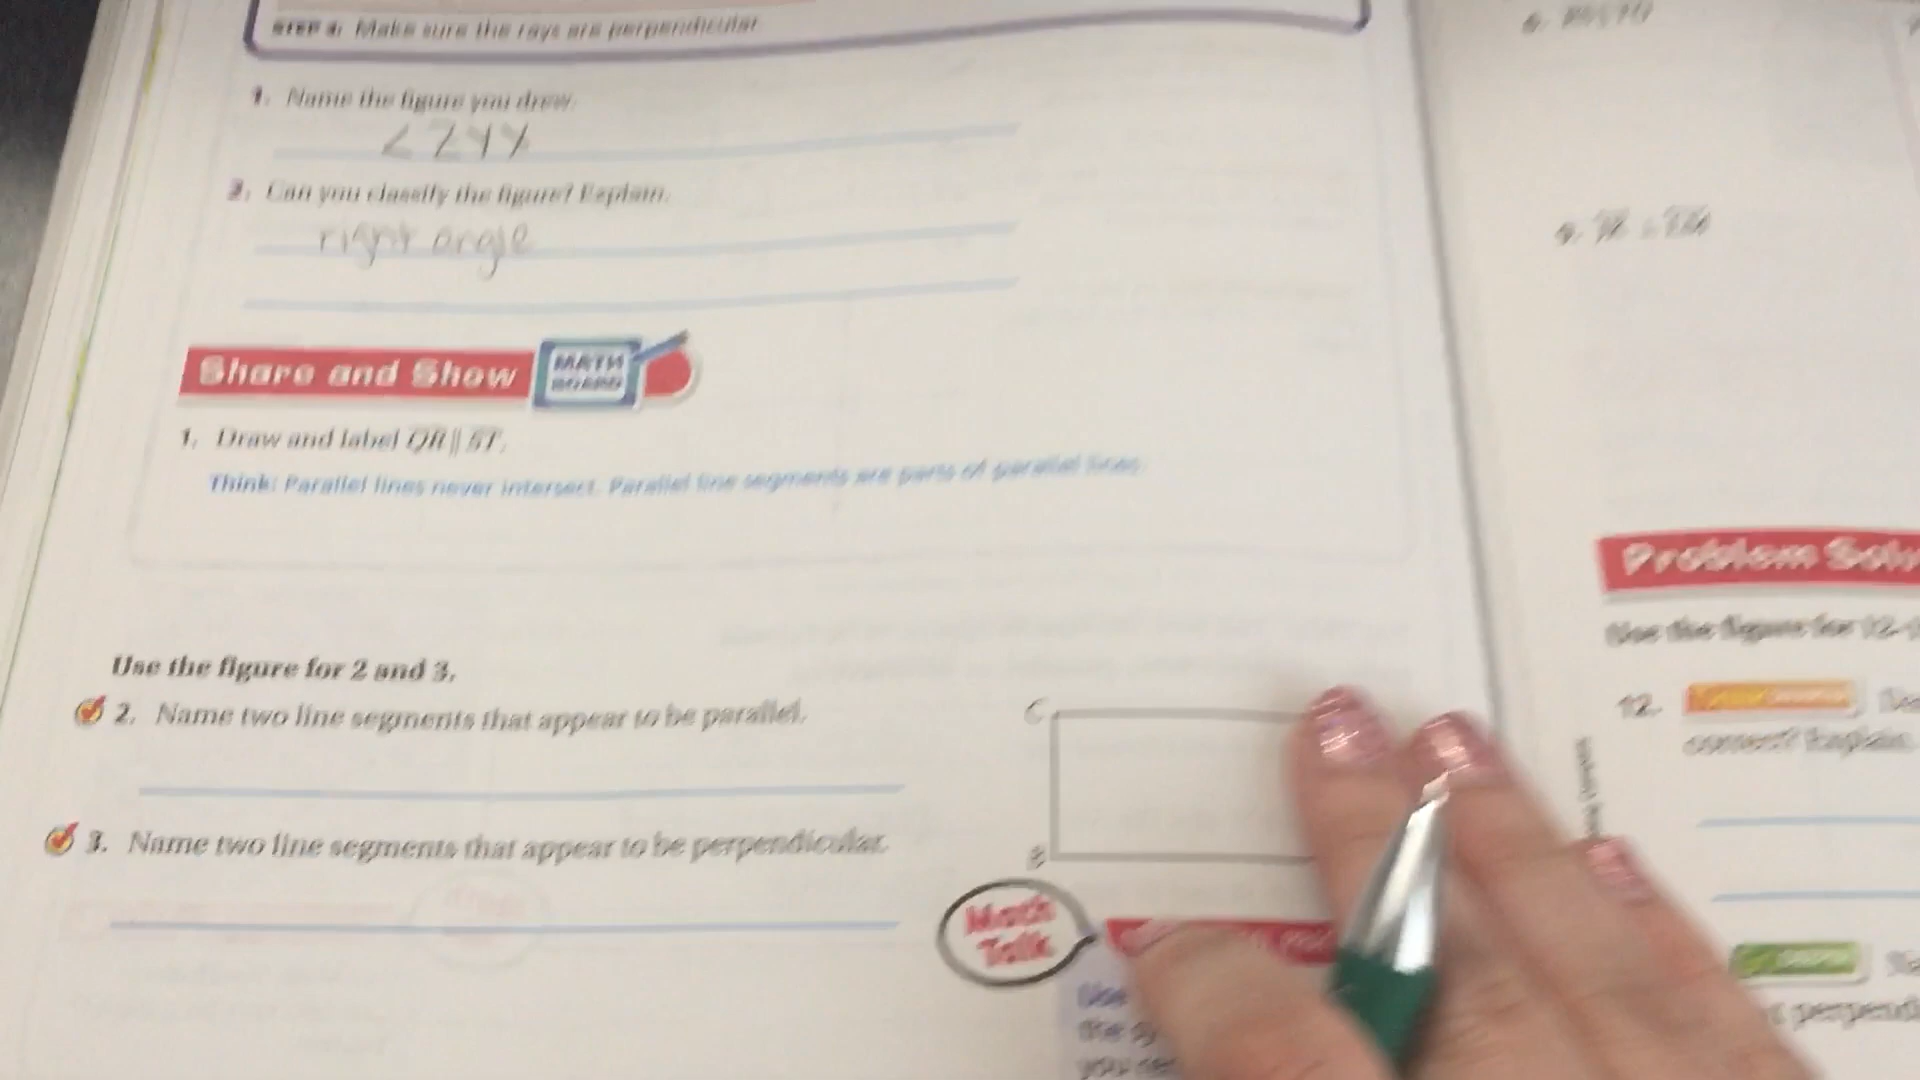 STEP 4: Make sure the rays are perpendicular.
1. Name the figure you drew.
∠ZYX
2. Can you classify the figure? Explain.
right angle
Share and Show
MATH
BOARD
1. Draw and label QR || ST.
Think: Parallel lines never intersect. Parallel line segments are parts of parallel lines.
Use the figure for 2 and 3.
2. Name two line segments that appear to be parallel.
C
3. Name two line segments that appear to be perpendicular.
B
Math
Talk
Use
you
Problem
Use the figure for 12
12.
correct? Explain.